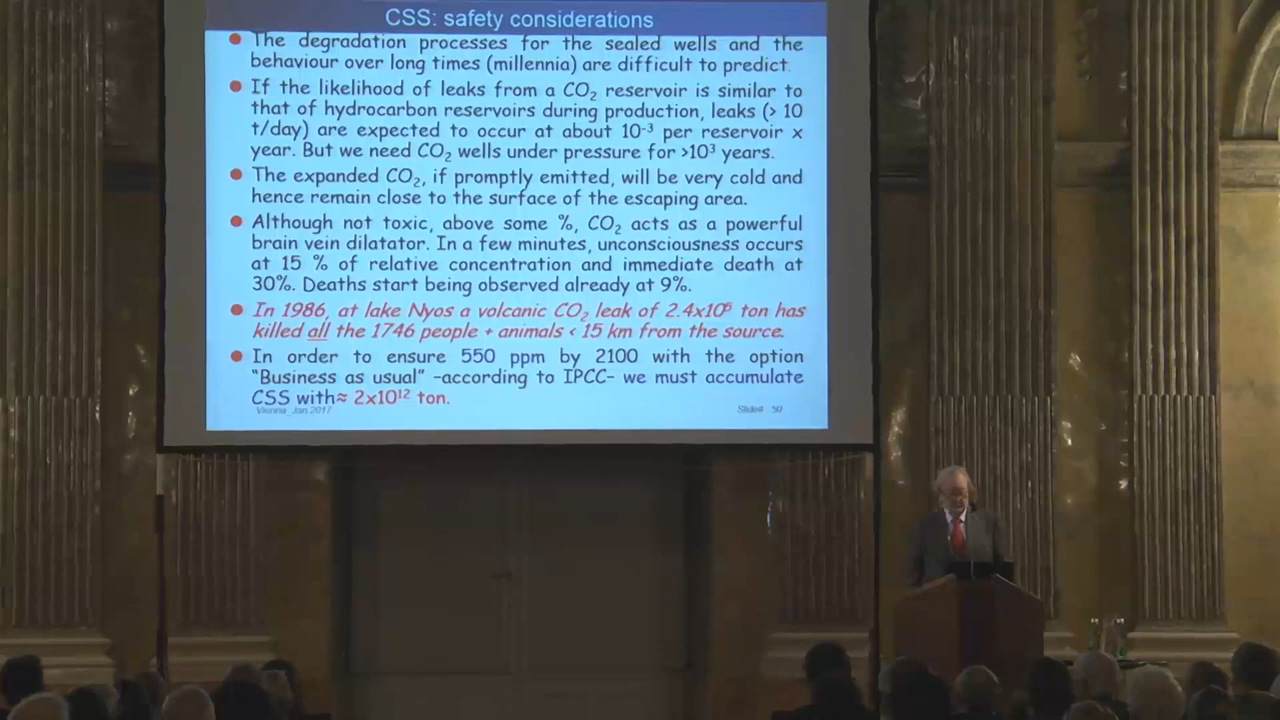 CSS: safety considerations
The degradation processes for the sealed wells and the
behaviour over long times (millennia) are difficult to predict.
If the likelihood of leaks from a CO₂ reservoir is similar to
that of hydrocarbon reservoirs during production, leaks (> 10
t/day) are expected to occur at about 10⁻³ per reservoir x
year. But we need CO₂ wells under pressure for >10³ years.
The expanded CO₂, if promptly emitted, will be very cold and
hence remain close to the surface of the escaping area.
Although not toxic, above some %, CO₂ acts as a powerful
brain vein dilatator. In a few minutes, unconsciousness occurs
at 15 % of relative concentration and immediate death at
30%. Deaths start being observed already at 9%.
In 1986, at lake Nyos a volcanic CO₂ leak of ton has
killed all the 1746 people + animals < 15 km from the source.
In order to ensure 550 ppm by 2100 with the option
"Business as usual" -according to IPCC- we must accumulate
CSS with≈ 2x10¹² ton.
Vienna_Jan 2017
Slide# 50